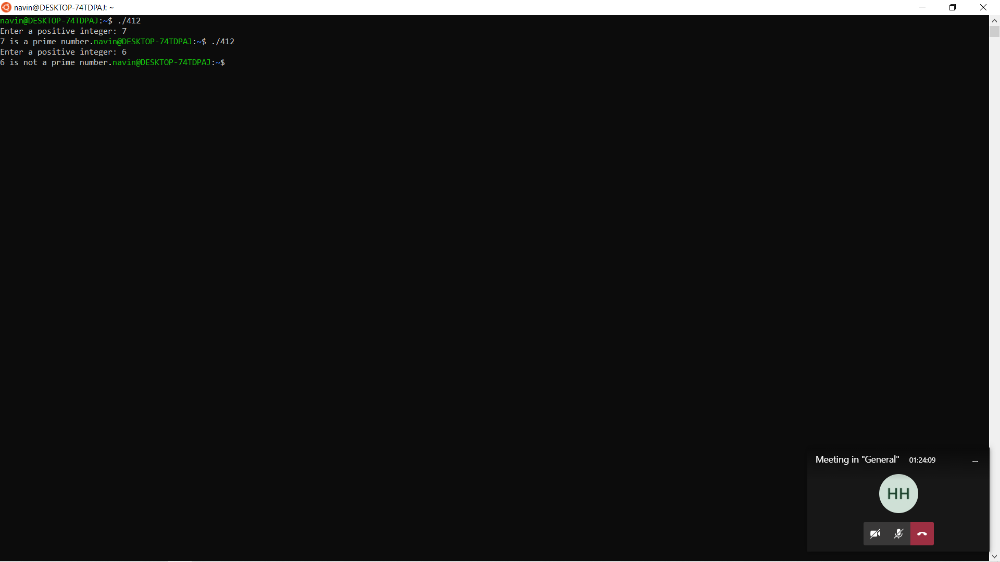 navin@DESKTOP-74TDPAJ: ~
navin@DESKTOP-74TDPAJ:~$ ./412
Enter a positive integer: 7
7 is a prime number.navin@DESKTOP-74TDPAJ:~$ ./412
Enter a positive integer: 6
6 is not a prime number.navin@DESKTOP-74TDPAJ:~$
Meeting in "General" 01:24:09
HH